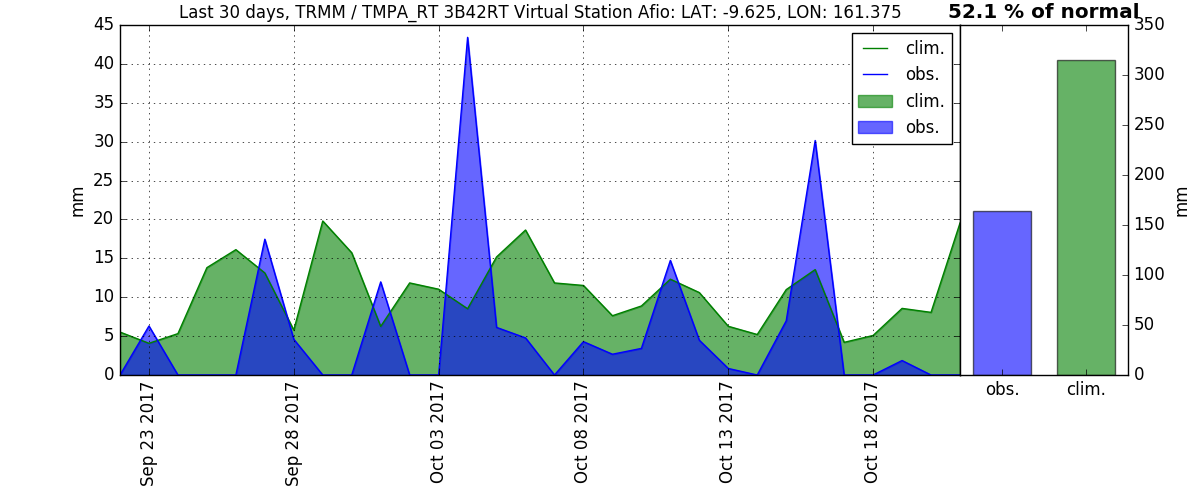 Last 30 days, TRMM / TMPA_RT 3B42RT Virtual Station Afio: LAT: -9.625, LON: 161.375
52.1 % of normal
45
40
35
30
25
20
15
10
5
0
mm
clim.
obs.
clim.
obs.
Sep 23 2017
Sep 28 2017
Oct 03 2017
Oct 08 2017
Oct 13 2017
Oct 18 2017
350
300
250
200
150
100
50
0
mm
obs.
clim.